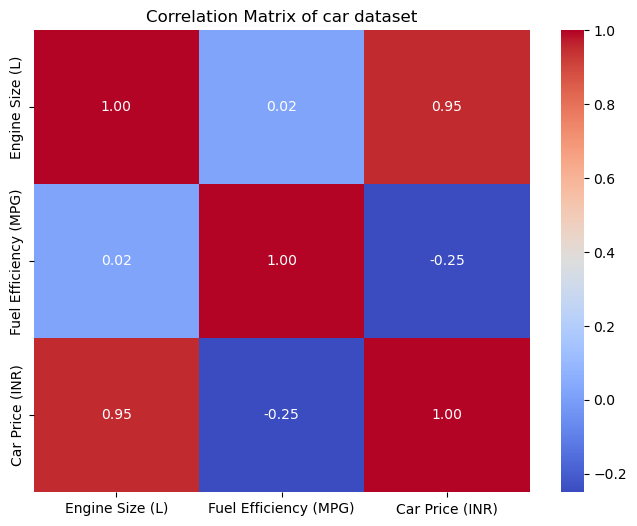 Correlation Matrix of car dataset
Engine Size (L)
1.00
0.02
0.95
Fuel Efficiency (MPG)
0.02
1.00
-0.25
Car Price (INR)
0.95
-0.25
1.00
Engine Size (L)
Fuel Efficiency (MPG)
Car Price (INR)
1.0
0.8
0.6
0.4
0.2
0.0
−0.2